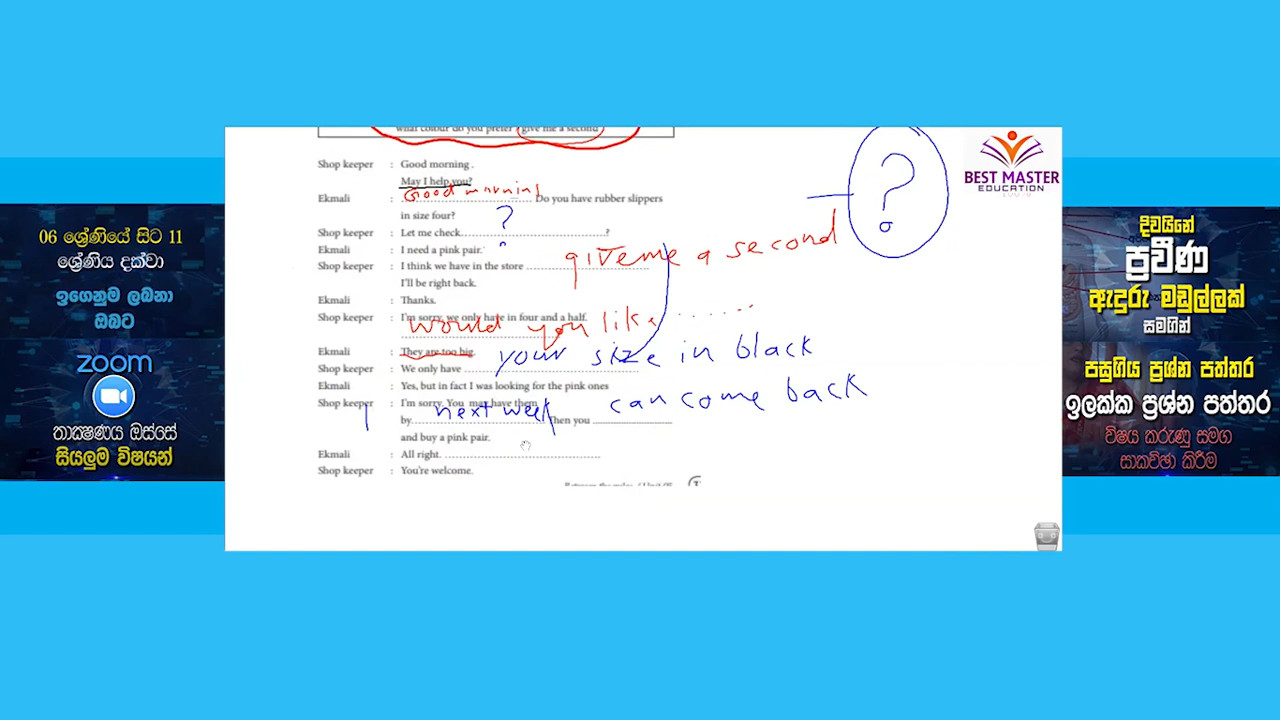 06 ශ්‍රේණියේ සිට 11
ශ්‍රේණිය දක්වා
ඉගෙනුම ලබනා
ඔබට
zoom
තාක්ෂණය ඔස්සේ
සියලුම විෂයන්
what colour do you prefer give me a second
Shop keeper : Good morning.
May I help you?
Good morning
Ekmali : Do you have rubber slippers
in size four?
?
Shop keeper : Let me check ?
Ekmali : I need a pink pair.
give me a second
Shop keeper : I think we have in the store
I'll be right back.
Ekmali : Thanks.
Shop keeper : I'm sorry, we only have in four and a half.
would you like ......
Ekmali : They are too big.
your size in black
Shop keeper : We only have
Ekmali : Yes, but in fact I was looking for the pink ones
Shop keeper : I'm sorry. You may have them
next week can come back
by Then you
and buy a pink pair.
Ekmali : All right.
Shop keeper : You're welcome.
?
BEST MASTER
EDUCATION
දිවයිනේ
ප්‍රවීණ
ඇදුරු මඩුල්ලක්
සමගින්
පසුගිය ප්‍රශ්න පත්තර
ඉලක්ක ප්‍රශ්න පත්තර
විෂය කරුණු සමග
සාකච්ඡා කිරීම